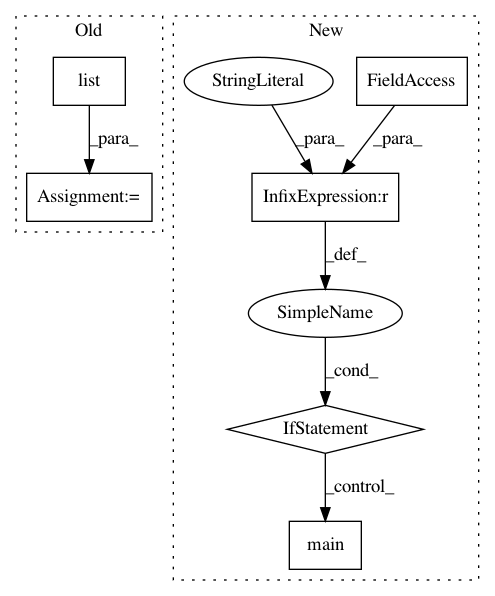 Old
New
list
StringLiteral
FieldAccess
_para_
_para_
_para_
Assignment:=
InfixExpression:r
_def_
SimpleName
_cond_
IfStatement
_control_
main